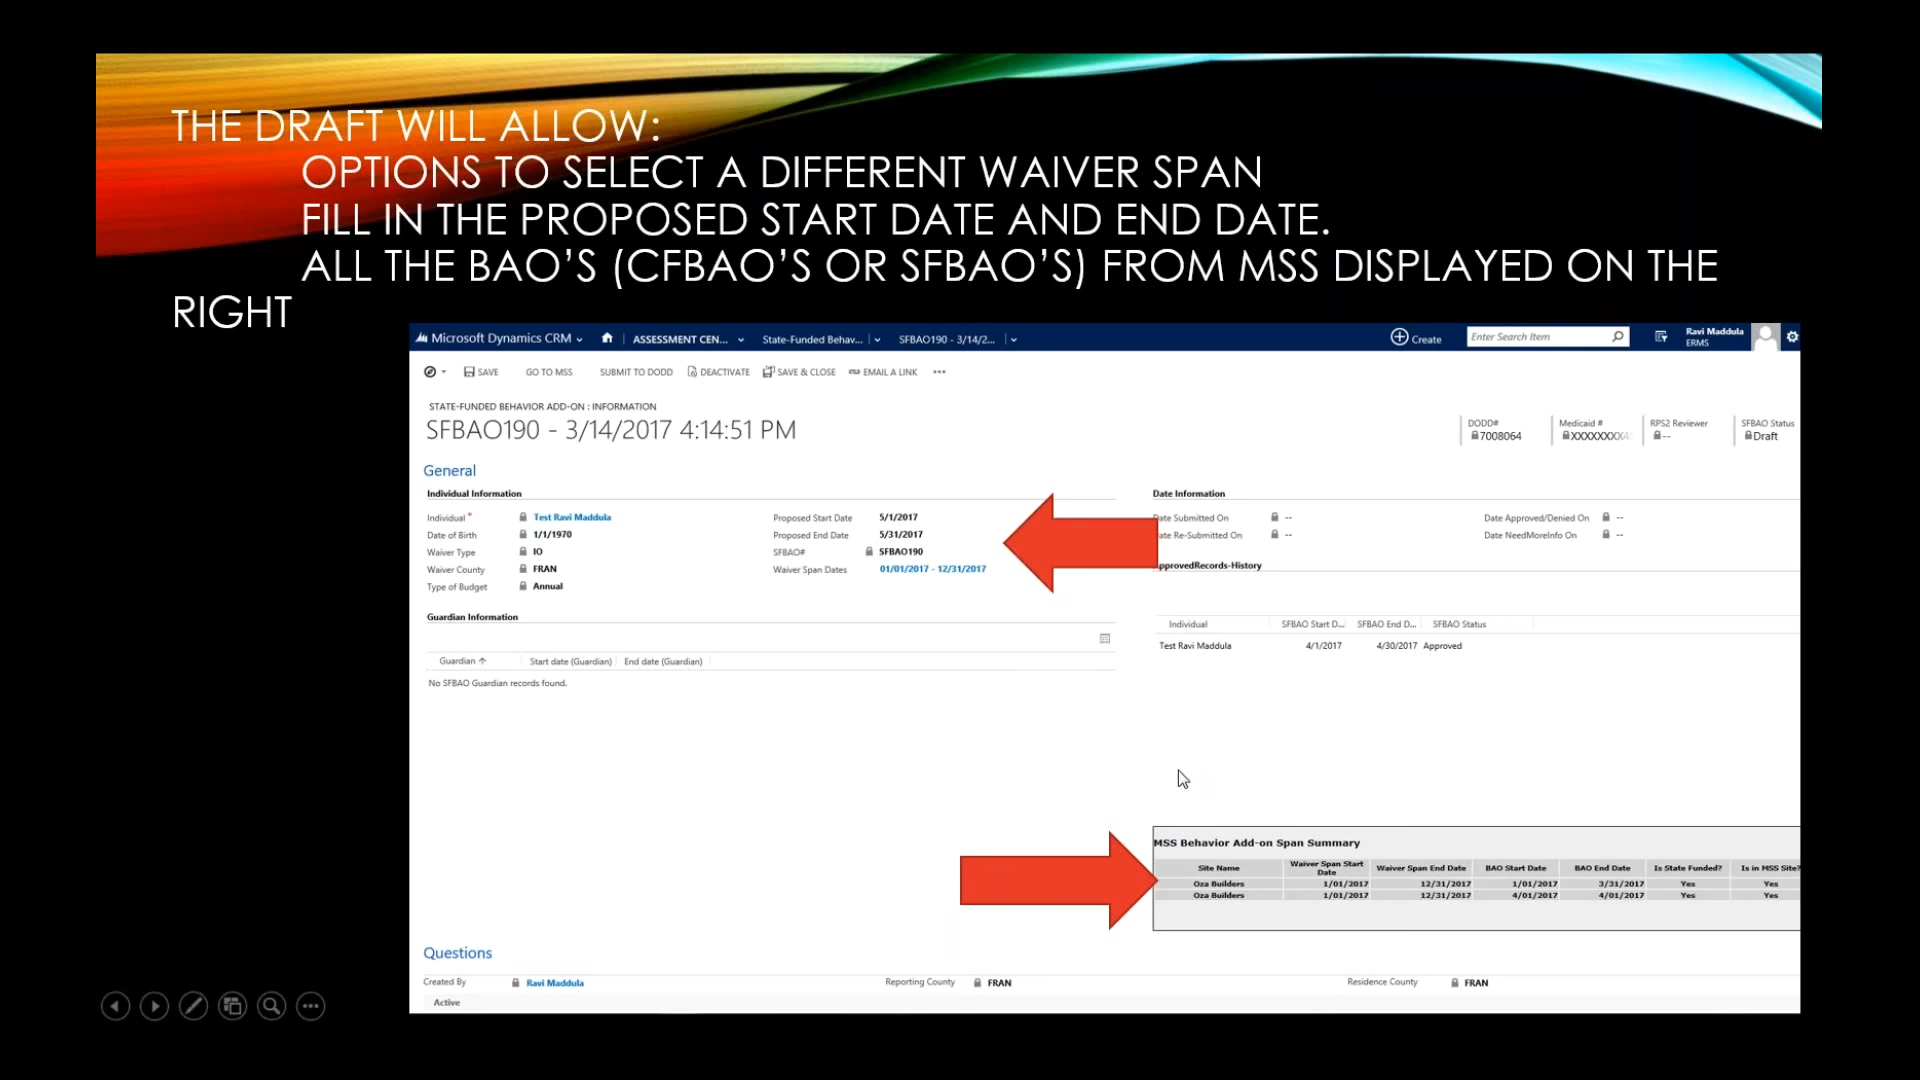 THE DRAFT WILL ALLOW:
OPTIONS TO SELECT A DIFFERENT WAIVER SPAN
FILL IN THE PROPOSED START DATE AND END DATE.
ALL THE BAO'S (CFBAO'S OR SFBAO'S) FROM MSS DISPLAYED ON THE
RIGHT
Microsoft Dynamics CRM ASSESSMENT CEN... State-Funded Behav... SFBAO190 - 3/14/2... Create Enter Search Item Ravi Maddula
ERMS
SAVE GO TO MSS SUBMIT TO DODD DEACTIVATE SAVE & CLOSE EMAIL A LINK •••
STATE-FUNDED BEHAVIOR ADD-ON : INFORMATION
SFBAO190 - 3/14/2017 4:14:51 PM
DODD# Medicaid # RPS2 Reviewer SFBAO Status
7008064 XXXXXXXX4 -- Draft
General
Individual Information Date Information
Individual * Test Ravi Maddula Proposed Start Date 5/1/2017 Date Submitted On -- Date Approved/Denied On --
Date of Birth 1/1/1970 Proposed End Date 5/31/2017 ate Re-Submitted On -- Date NeedMoreInfo On --
Waiver Type IO SFBAO# SFBAO190
Waiver County FRAN Waiver Span Dates 01/01/2017 - 12/31/2017 pprovedRecords-History
Type of Budget Annual
Guardian Information
Individual SFBAO Start D... SFBAO End D... SFBAO Status
Test Ravi Maddula 4/1/2017 4/30/2017 Approved
Guardian Start date (Guardian) End date (Guardian)
No SFBAO Guardian records found.
MSS Behavior Add-on Span Summary
Site Name Waiver Span Start Date Waiver Span End Date BAO Start Date BAO End Date Is State Funded? Is in MSS Site?
Oza Builders 1/01/2017 12/31/2017 1/01/2017 3/31/2017 Yes Yes
Oza Builders 1/01/2017 12/31/2017 4/01/2017 4/01/2017 Yes Yes
Questions
Created By Ravi Maddula Reporting County FRAN Residence County FRAN
Active